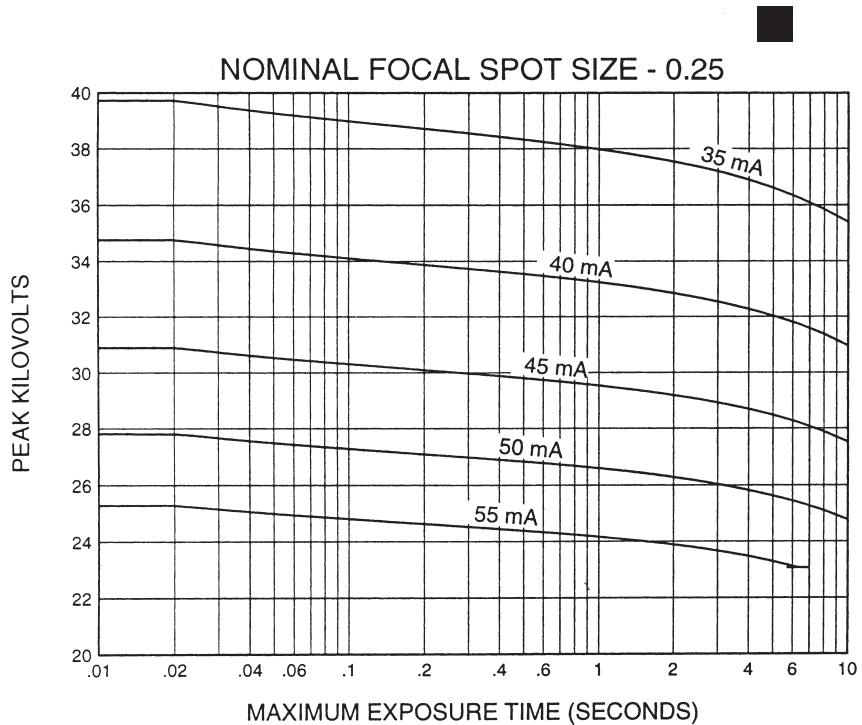 NOMINAL FOCAL SPOT SIZE - 0.25
40
38
36
34
32
30
28
26
24
22
20
35 mA
40 mA
45 mA
50 mA
55 mA
.01 .02 .04 .06 .1 .2 .4 .6 1 2 4 6 10
PEAK KILOVOLTS
MAXIMUM EXPOSURE TIME (SECONDS)